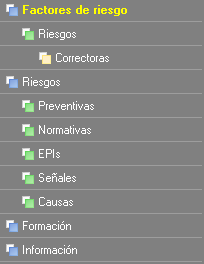 Factores de riesgo
Riesgos
Correctoras
Riesgos
Preventivas
Normativas
EPIs
Señales
Causas
Formación
Información